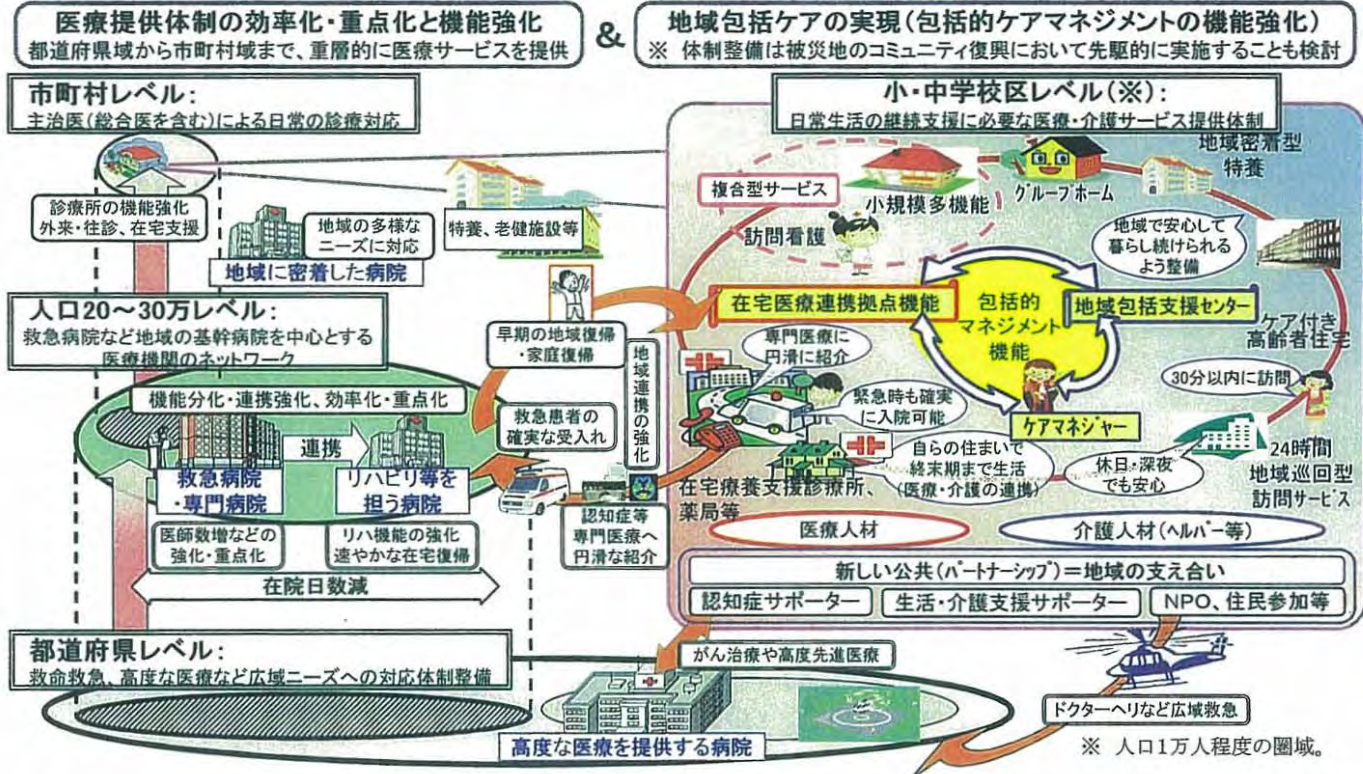 医療提供体制の効率化・重点化と機能強化
都道府県域から市町村域まで、重層的に医療サービスを提供
&
地域包括ケアの実現(包括的ケアマネジメントの機能強化)
※ 体制整備は被災地のコミュニティ復興において先駆的に実施することも検討
市町村レベル:
主治医(総合医を含む)による日常の診療対応
診療所の機能強化
外来・往診、在宅支援
地域の多様な
ニーズに対応
地域に密着した病院
特養、老健施設等
人口20~30万レベル:
救急病院など地域の基幹病院を中心とする
医療機関のネットワーク
早期の地域復帰
・家庭復帰
機能分化・連携強化、効率化・重点化
連携
救急病院
・専門病院
リハビリ等を
担う病院
救急患者の
確実な受入れ
地域連携の強化
認知症等
専門医療へ
円滑な紹介
医師数増などの
強化・重点化
リハ機能の強化
速やかな在宅復帰
在院日数減
小・中学校区レベル(※):
日常生活の継続支援に必要な医療・介護サービス提供体制
複合型サービス
小規模多機能
グループホーム
地域密着型
特養
訪問看護
地域で安心して
暮らし続けられる
よう整備
在宅医療連携拠点機能
包括的
マネジメント
機能
地域包括支援センター
ケア付き
高齢者住宅
専門医療に
円滑に紹介
緊急時も確実
に入院可能
30分以内に訪問
ケアマネジャー
自らの住まいで
終末期まで生活
(医療・介護の連携)
休日・深夜
でも安心
24時間
地域巡回型
訪問サービス
在宅療養支援診療所、
薬局等
医療人材
介護人材(ヘルパー等)
新しい公共(パートナーシップ)=地域の支え合い
認知症サポーター
生活・介護支援サポーター
NPO、住民参加等
都道府県レベル:
救命救急、高度な医療など広域ニーズへの対応体制整備
がん治療や高度先進医療
高度な医療を提供する病院
ドクターヘリなど広域救急
※ 人口1万人程度の圏域。